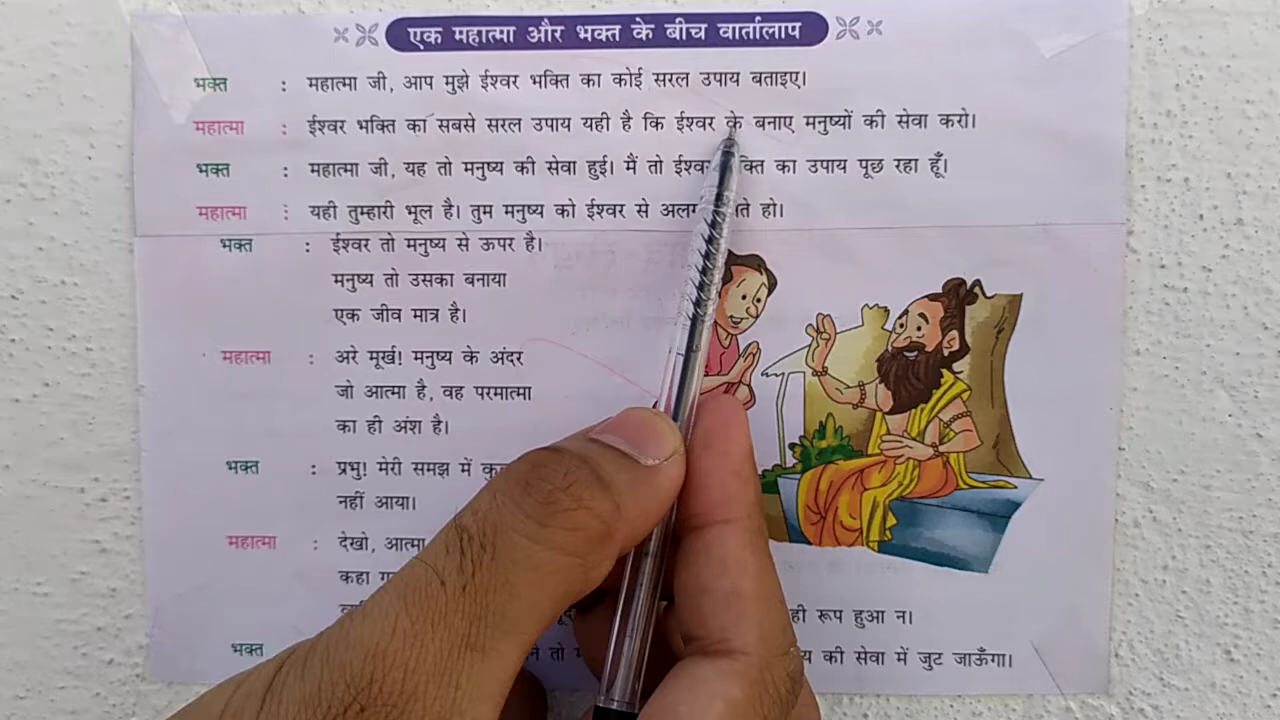 एक महात्मा और भक्त के बीच वार्तालाप
भक्त : महात्मा जी, आप मुझे ईश्वर भक्ति का कोई सरल उपाय बताइए।
महात्मा : ईश्वर भक्ति का सबसे सरल उपाय यही है कि ईश्वर के बनाए मनुष्यों की सेवा करो।
भक्त : महात्मा जी, यह तो मनुष्य की सेवा हुई। मैं तो का उपाय पूछ रहा हूँ।
महात्मा : यही तुम्हारी भूल है। तुम मनुष्य को ईश्वर से हो।
भक्त : ईश्वर तो मनुष्य से ऊपर है।
मनुष्य तो उसका बनाया
एक जीव मात्र है।
महात्मा : अरे मूर्ख! मनुष्य के अंदर
जो आत्मा है, वह परमात्मा
का ही अंश है।
भक्त : प्रभु! मेरी समझ में
नहीं आया।
महात्मा : देखो, आत्मा
कहा
ही रूप हुआ न।
भक्त तो की सेवा में जुट जाऊँगा।